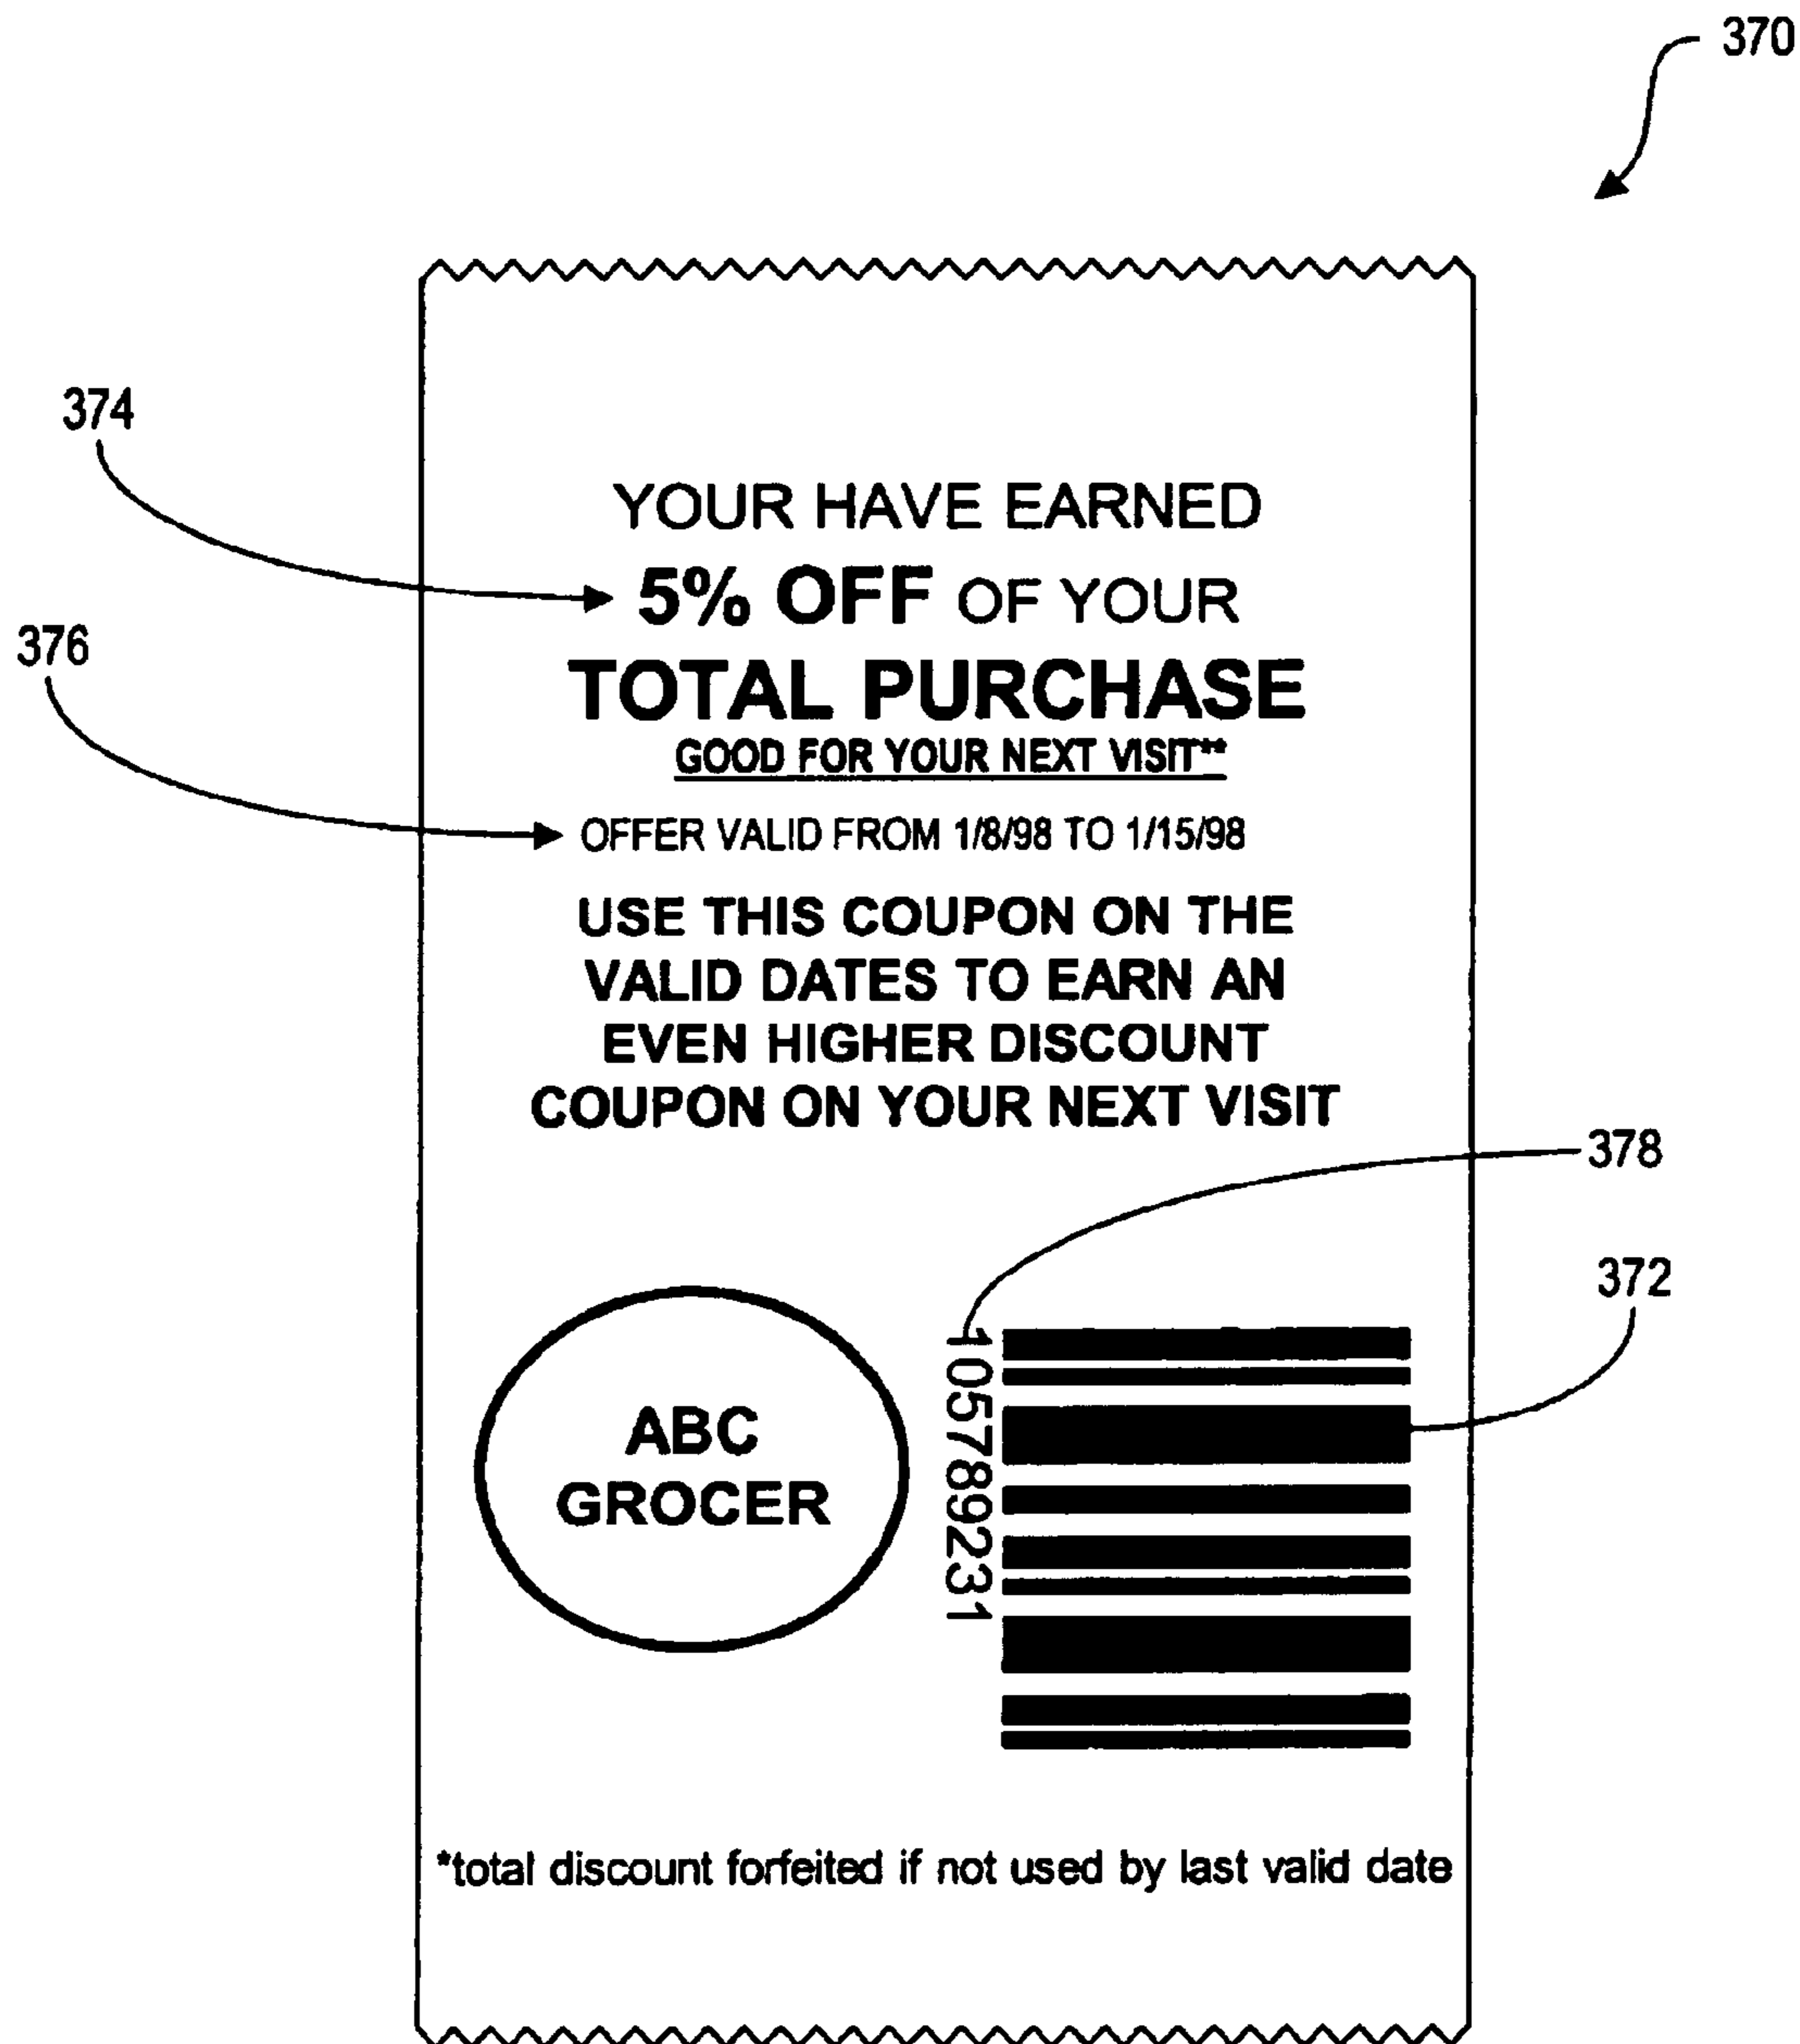 370
374
YOUR HAVE EARNED
5% OFF OF YOUR
376
TOTAL PURCHASE
GOOD FOR YOUR NEXT VISIT**
OFFER VALID FROM 1/8/98 TO 1/15/98
USE THIS COUPON ON THE
VALID DATES TO EARN AN
EVEN HIGHER DISCOUNT
COUPON ON YOUR NEXT VISIT
378
372
ABC
GROCER
105789231
*total discount forfeited if not used by last valid date